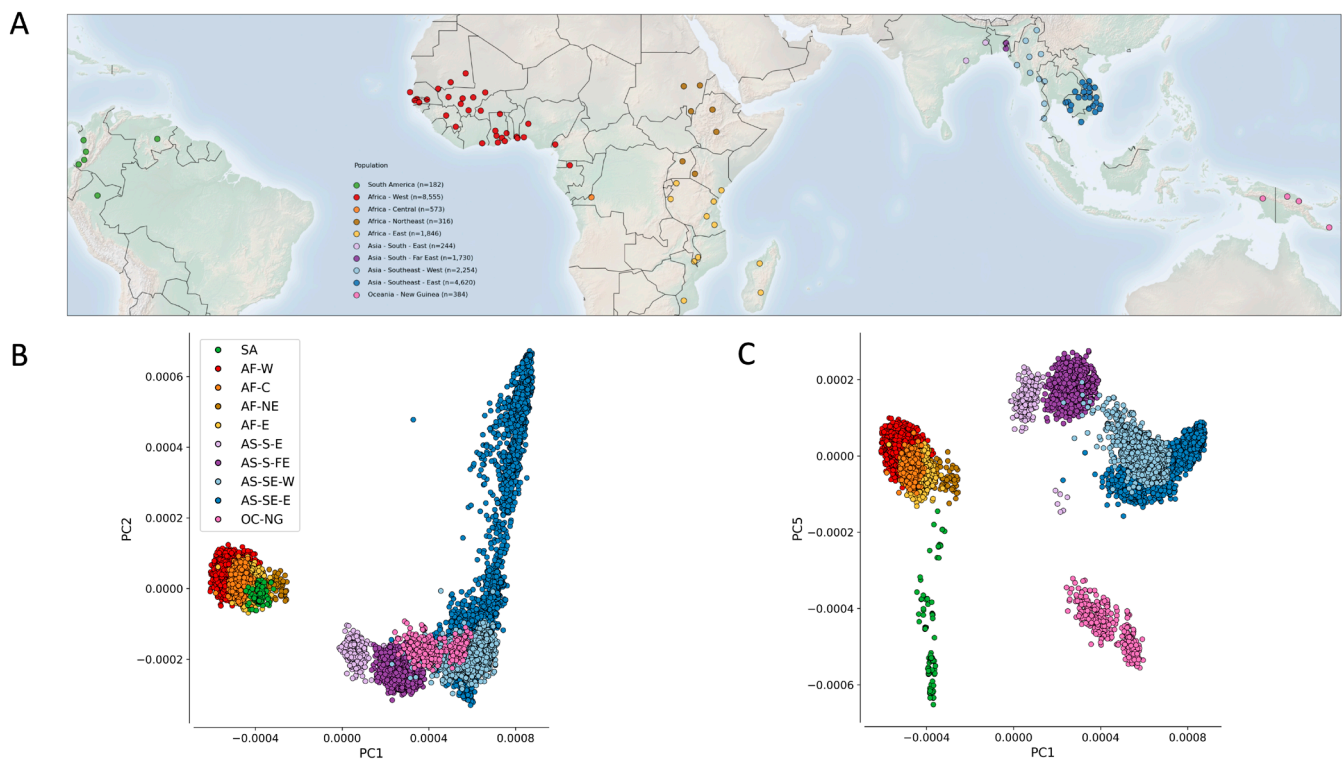 A
Population
South America (n=182)
Africa - West (n=8,555)
Africa - Central (n=573)
Africa - Northeast (n=316)
Africa - East (n=1,846)
Asia - South - East (n=244)
Asia - South - Far East (n=1,730)
Asia - Southeast - West (n=2,254)
Asia - Southeast - East (n=4,620)
Oceania - New Guinea (n=384)
B
SA
AF-W
AF-C
AF-NE
AF-E
AS-S-E
AS-S-FE
AS-SE-W
AS-SE-E
OC-NG
0.0006
0.0004
0.0002
0.0000
−0.0002
PC2
−0.0004
0.0000
0.0004
0.0008
PC1
C
0.0002
0.0000
−0.0002
−0.0004
−0.0006
PC5
−0.0004
0.0000
0.0004
0.0008
PC1